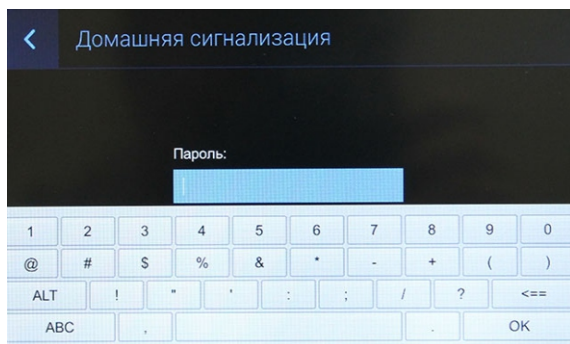 Домашняя сигнализация
Пароль:
1 2 3 4 5 6 7 8 9 0
@ # $ % & * - + ( )
ALT ! " ' : ; / ? <==
ABC , . OK